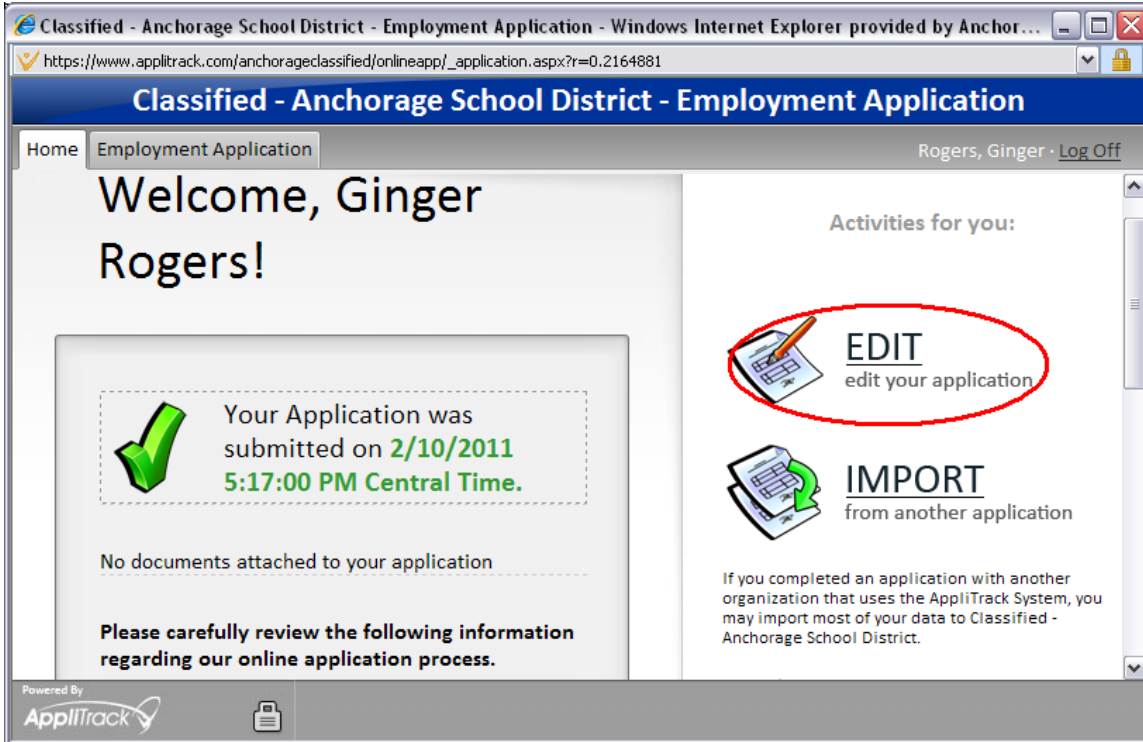 Classified - Anchorage School District - Employment Application - Windows Internet Explorer provided by Anchor...
https://www.applitrack.com/anchorageclassified/onlineapp/_application.aspx?r=0.2164881
Classified - Anchorage School District - Employment Application
Home Employment Application Rogers, Ginger · Log Off
Welcome, Ginger
Rogers!
Your Application was
submitted on 2/10/2011
5:17:00 PM Central Time.
No documents attached to your application
Please carefully review the following information
regarding our online application process.
Activities for you:
EDIT
edit your application
IMPORT
from another application
If you completed an application with another
organization that uses the AppliTrack System, you
may import most of your data to Classified -
Anchorage School District.
Powered By
AppliTrack